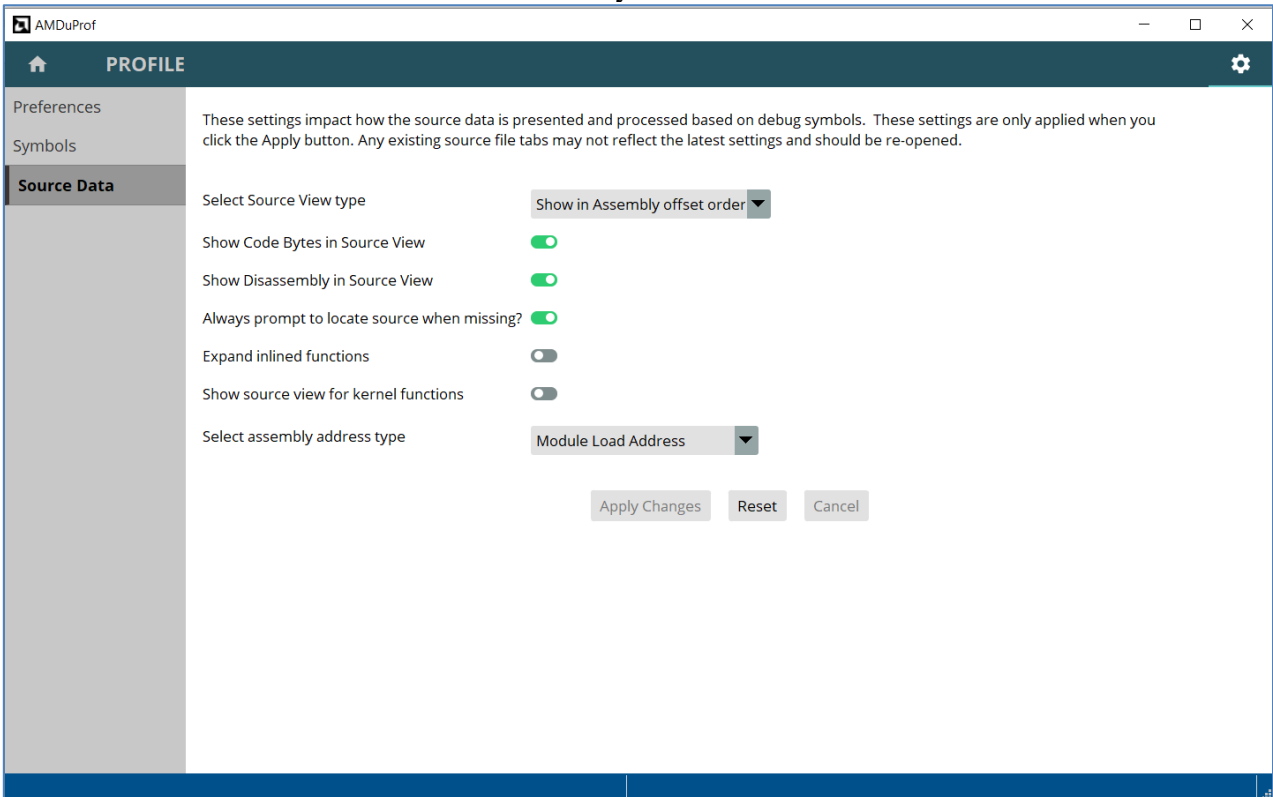 AMDuProf
PROFILE
Preferences
Symbols
Source Data
These settings impact how the source data is presented and processed based on debug symbols. These settings are only applied when you
click the Apply button. Any existing source file tabs may not reflect the latest settings and should be re-opened.
Select Source View type
Show in Assembly offset order
Show Code Bytes in Source View
Show Disassembly in Source View
Always prompt to locate source when missing?
Expand inlined functions
Show source view for kernel functions
Select assembly address type
Module Load Address
Apply Changes
Reset
Cancel